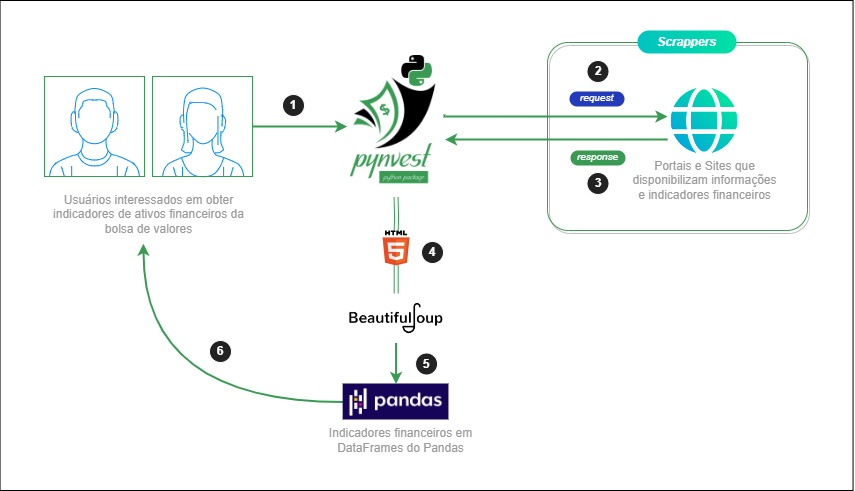 Scrappers
1
2
request
$
pynvest
python package
response
3
Portais e Sites que
disponibilizam informações
e indicadores financeiros
Usuários interessados em obter
indicadores de ativos financeiros da
bolsa de valores
HTML
5
4
BeautifulSoup
6
5
pandas
Indicadores financeiros em
DataFrames do Pandas